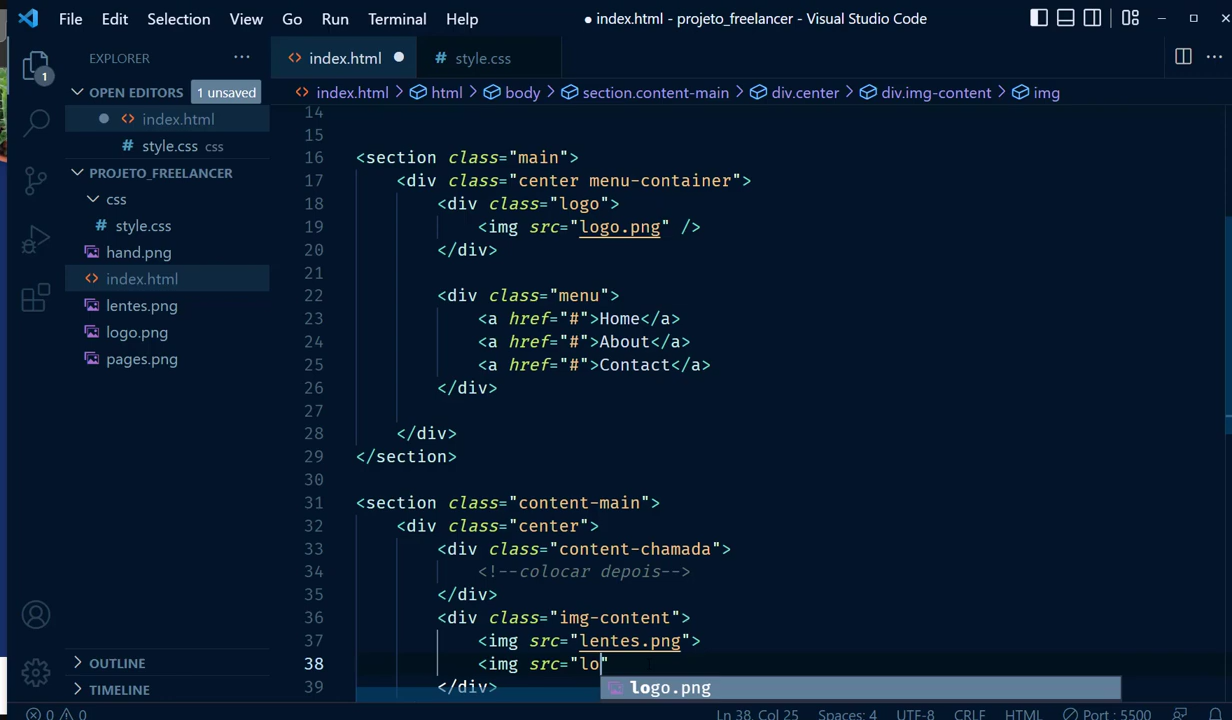 File Edit Selection View Go Run Terminal Help ● index.html - projeto_freelancer - Visual Studio Code
EXPLORER ···
index.html
# style.css
OPEN EDITORS 1 unsaved
index.html
# style.css css
PROJETO_FREELANCER
css
# style.css
hand.png
index.html
lentes.png
logo.png
pages.png
OUTLINE
TIMELINE
1
index.html > html > body > section.content-main > div.center > div.img-content > img
14
15
16 <section class="main">
17 <div class="center menu-container">
18 <div class="logo">
19 <img src="logo.png" />
20 </div>
21
22 <div class="menu">
23 <a href="#">Home</a>
24 <a href="#">About</a>
25 <a href="#">Contact</a>
26 </div>
27
28 </div>
29 </section>
30
31 <section class="content-main">
32 <div class="center">
33 <div class="content-chamada">
34 <!--colocar depois-->
35 </div>
36 <div class="img-content">
37 <img src="lentes.png">
38 <img src="lo"
39 </div>
logo.png
0 0 Ln 38, Col 25 Spaces: 4 UTF-8 CRLF HTML Port : 5500